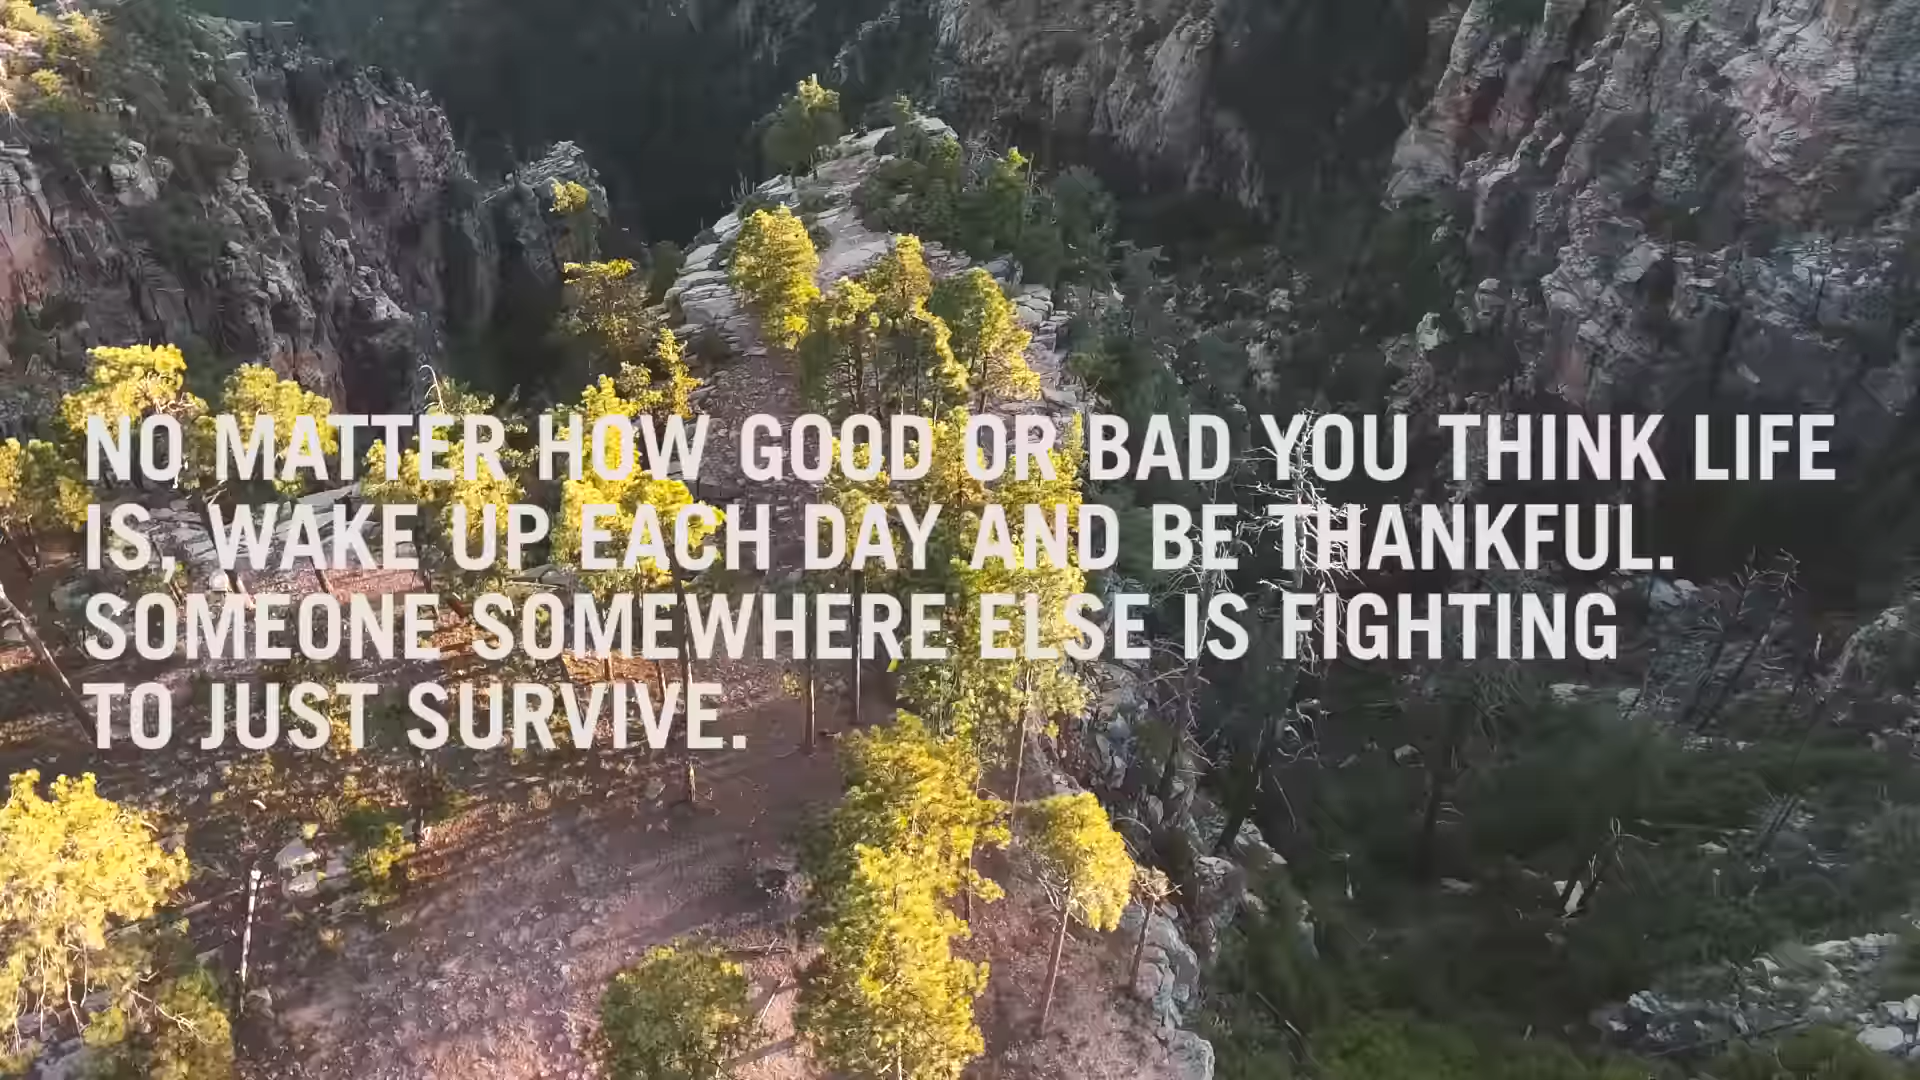 NO MATTER HOW GOOD OR BAD YOU THINK LIFE
IS, WAKE UP EACH DAY AND BE THANKFUL.
SOMEONE SOMEWHERE ELSE IS FIGHTING
TO JUST SURVIVE.